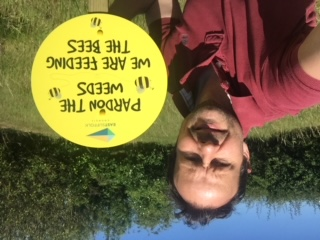 PARDON THE
WEEDS
WE ARE FEEDING
THE BEES